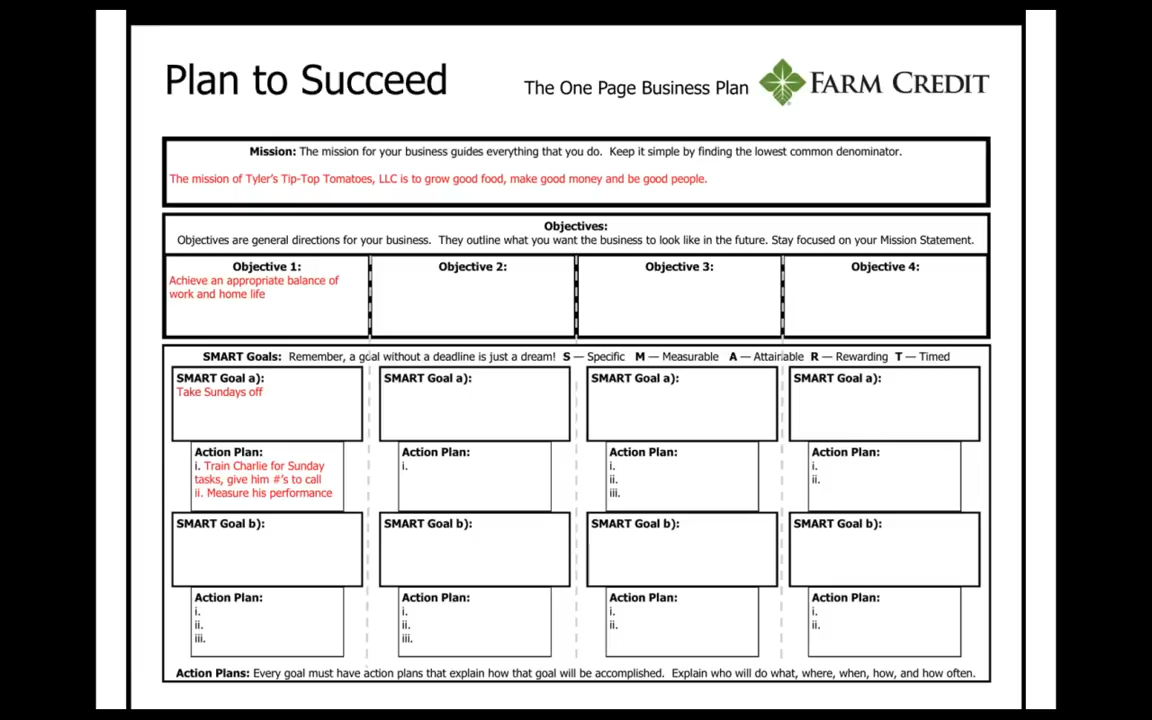 Plan to Succeed
The One Page Business Plan
FARM CREDIT
Mission: The mission for your business guides everything that you do. Keep it simple by finding the lowest common denominator.
The mission of Tyler's Tip-Top Tomatoes, LLC is to grow good food, make good money and be good people.
Objectives:
Objectives are general directions for your business. They outline what you want the business to look like in the future. Stay focused on your Mission Statement.
Objective 1:
Achieve an appropriate balance of
work and home life
Objective 2:
Objective 3:
Objective 4:
SMART Goals: Remember, a goal without a deadline is just a dream! S — Specific M — Measurable A — Attainable R — Rewarding T — Timed
SMART Goal a):
Take Sundays off
SMART Goal a):
SMART Goal a):
SMART Goal a):
Action Plan:
i. Train Charlie for Sunday
tasks, give him #'s to call
ii. Measure his performance
Action Plan:
i.
Action Plan:
i.
ii.
iii.
Action Plan:
i.
ii.
SMART Goal b):
SMART Goal b):
SMART Goal b):
SMART Goal b):
Action Plan:
i.
ii.
iii.
Action Plan:
i.
ii.
iii.
Action Plan:
i.
ii.
Action Plan:
i.
ii.
Action Plans: Every goal must have action plans that explain how that goal will be accomplished. Explain who will do what, where, when, how, and how often.